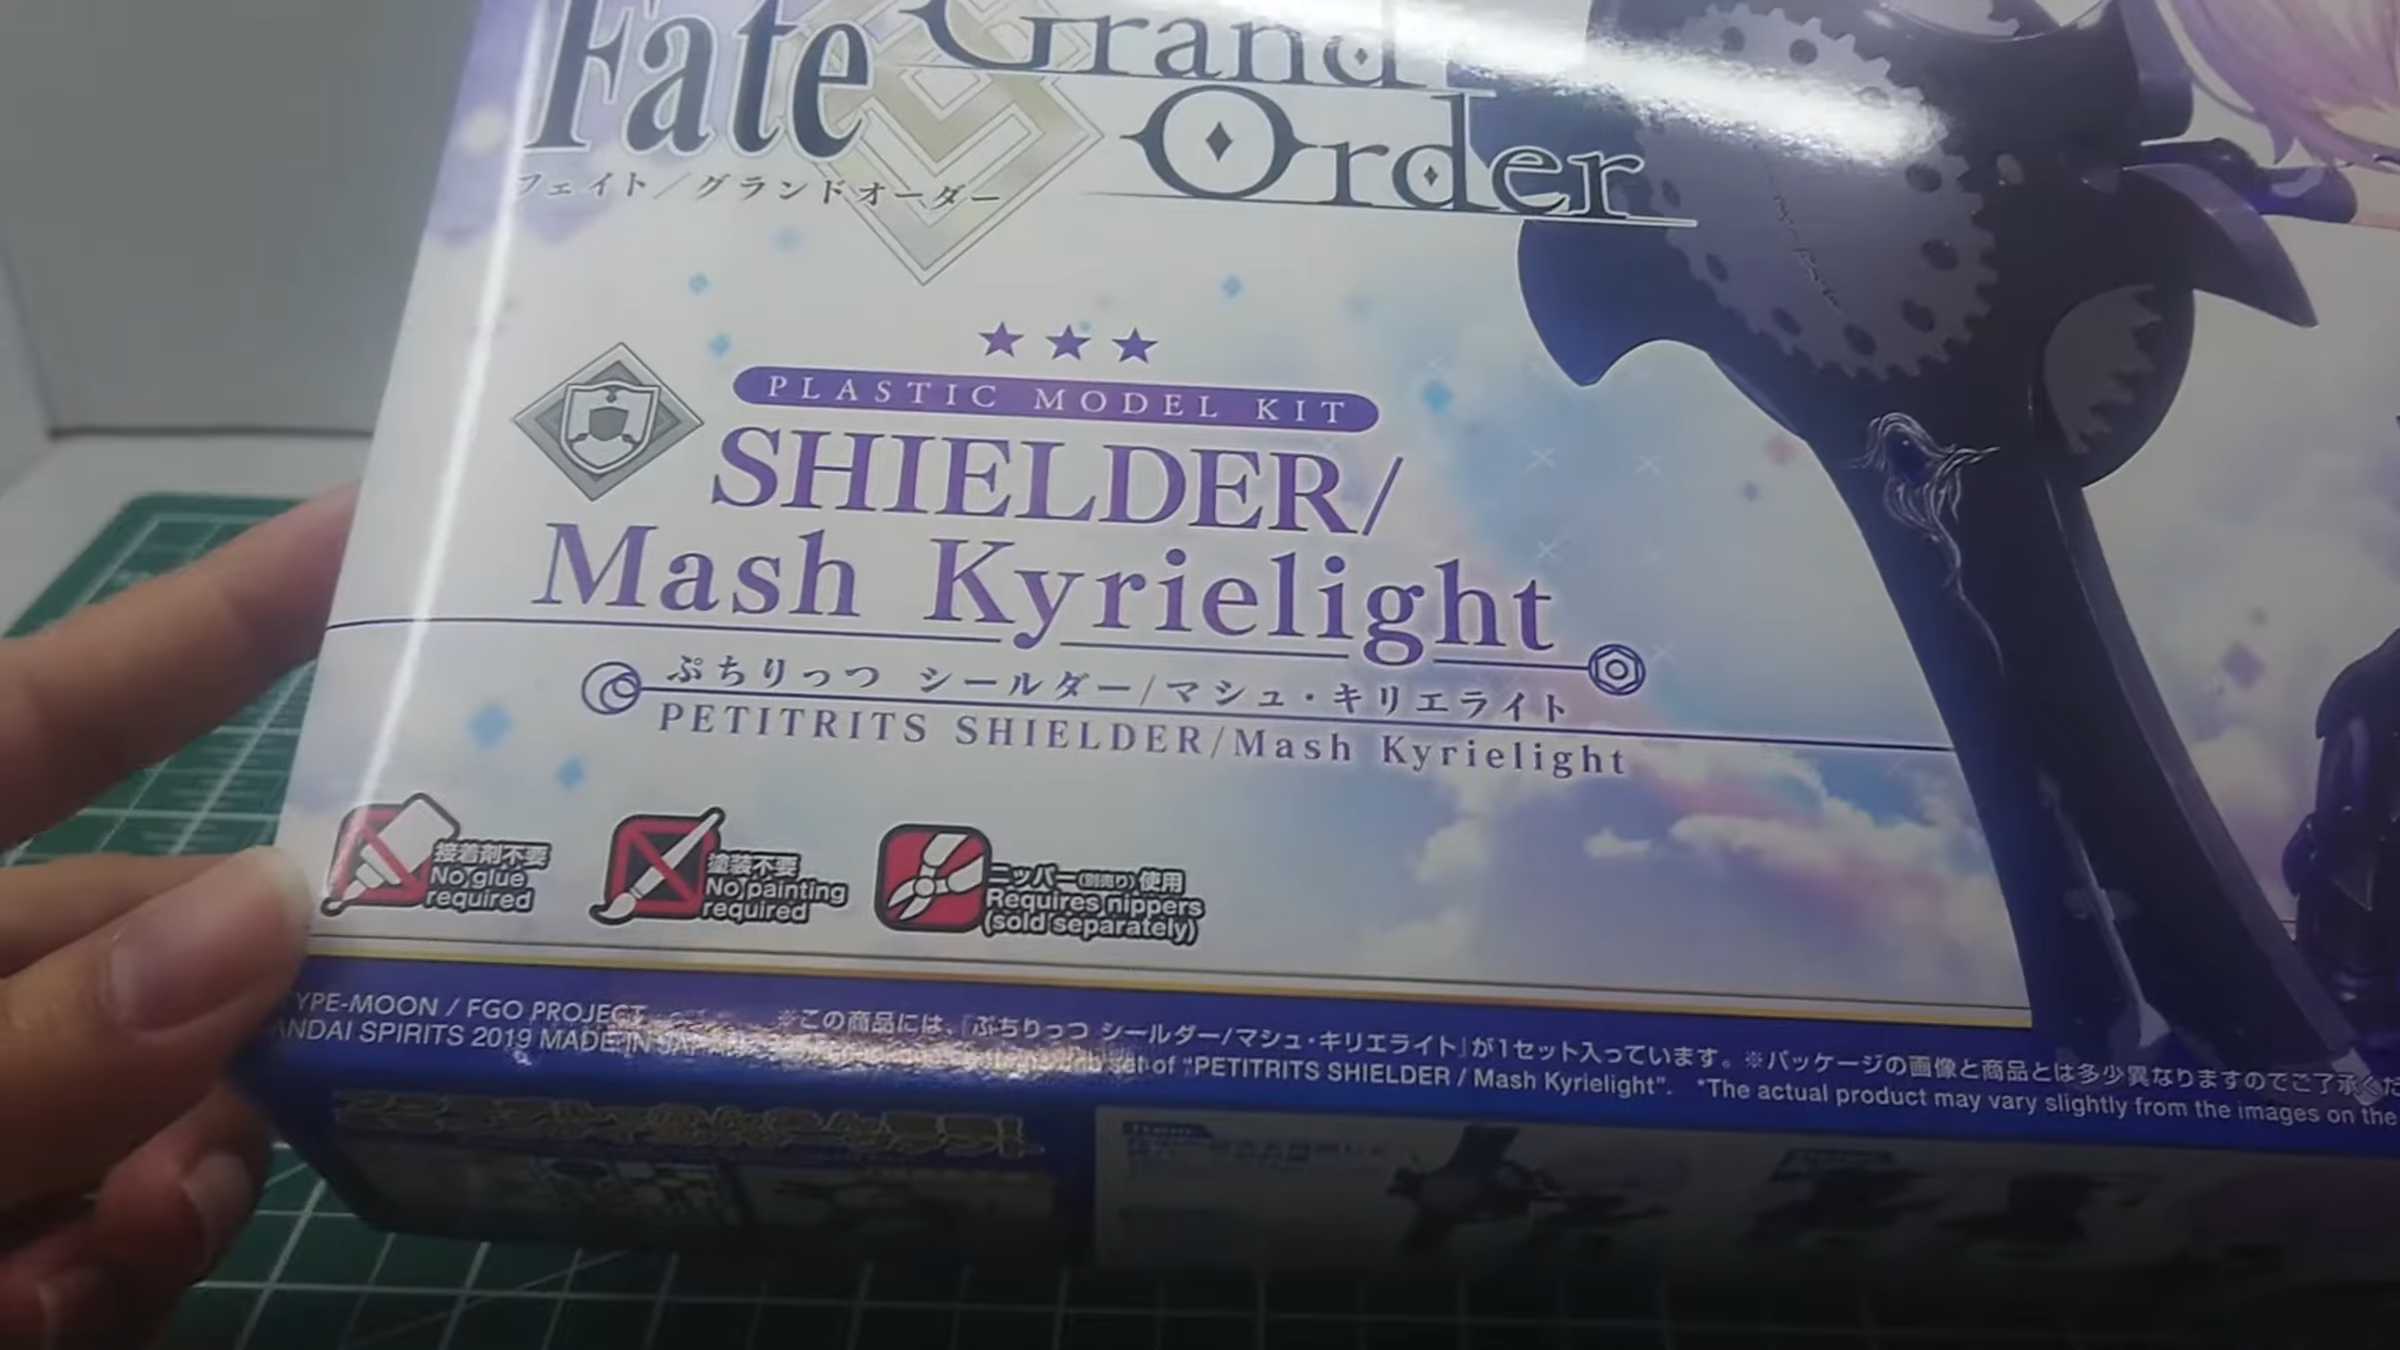 Fate
Grand
Order
フェイト/グランドオーダー
★★★
PLASTIC MODEL KIT
SHIELDER/
Mash Kyrielight
ぷちりっつ シールダー/マシュ・キリエライト
PETITRITS SHIELDER/Mash Kyrielight
接着剤不要
No glue
required
塗装不要
No painting
required
ニッパー(別売り)使用
Requires nippers
(sold separately)
YPE-MOON / FGO PROJECT
ANDAI SPIRITS 2019 MADE IN JAPAN
※この商品には、『ぷちりっつ シールダー/マシュ・キリエライト』が1セット入っています。※パッケージの画像と商品とは多少異なりますのでご了承くだ
set of "PETITRITS SHIELDER / Mash Kyrielight". *The actual product may vary slightly from the images on the